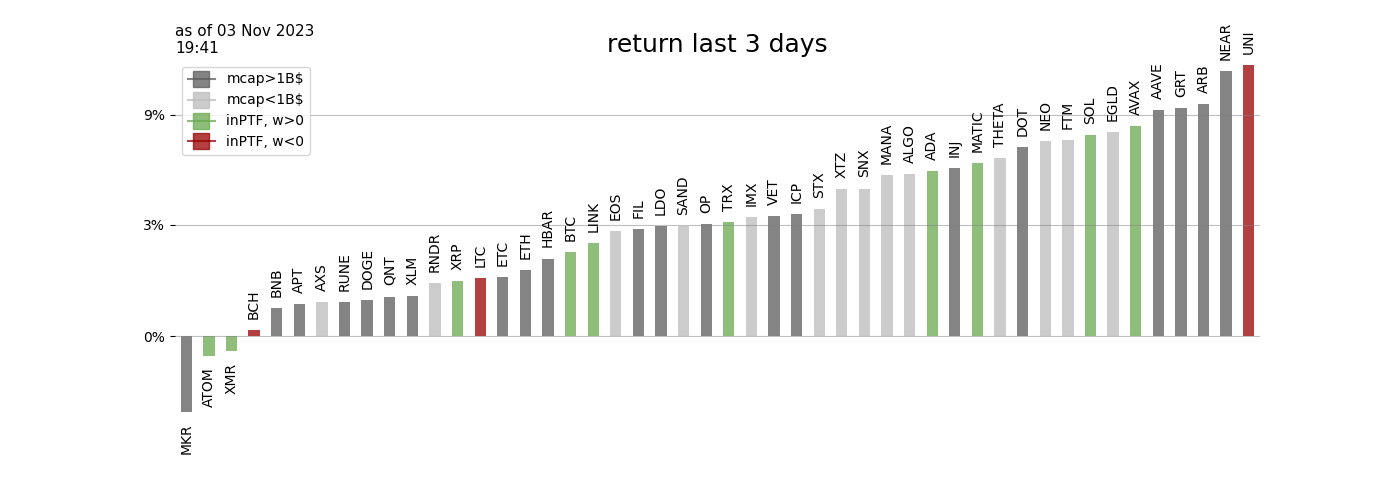 as of 03 Nov 2023
19:41
return last 3 days
mcap>1B$
mcap<1B$
inPTF, w>0
inPTF, w<0
9%
3%
0%
MKR
ATOM
XMR
BCH
BNB
APT
AXS
RUNE
DOGE
QNT
XLM
RNDR
XRP
LTC
ETC
ETH
HBAR
BTC
LINK
EOS
FIL
LDO
SAND
OP
TRX
IMX
VET
ICP
STX
XTZ
SNX
MANA
ALGO
ADA
INJ
MATIC
THETA
DOT
NEO
FTM
SOL
EGLD
AVAX
AAVE
GRT
ARB
NEAR
UNI